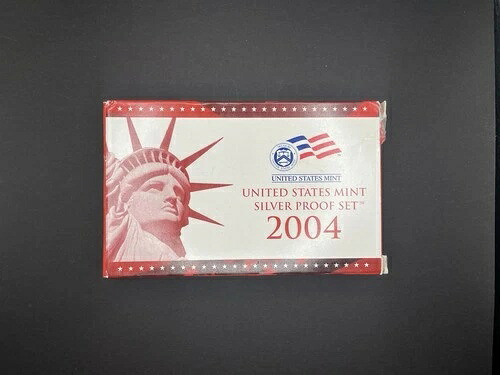 UNITED STATES MINT
UNITED STATES MINT
SILVER PROOF SET™
2004